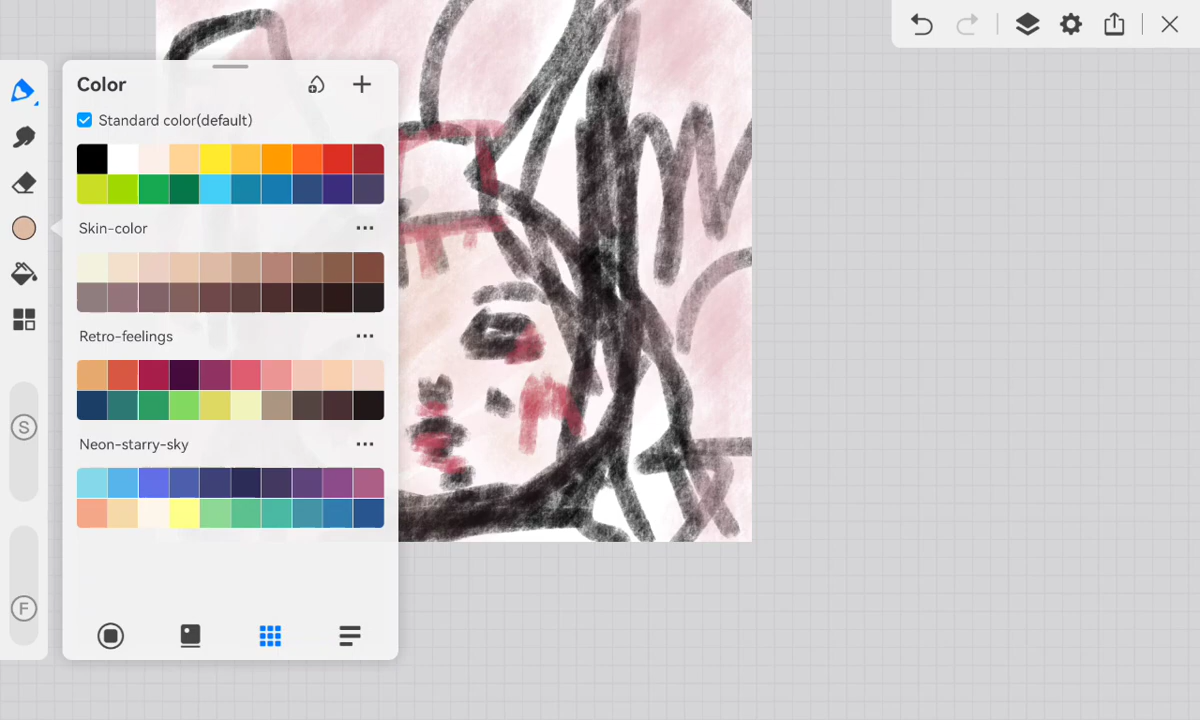 Color
Standard color(default)
Skin-color
Retro-feelings
Neon-starry-sky
S
F